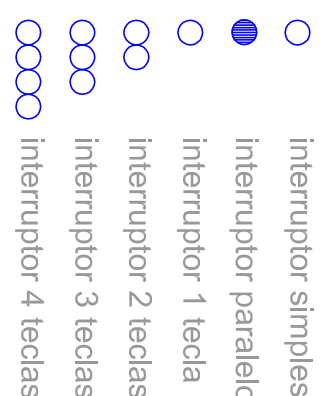 interruptor simples
interruptor paralelo
interruptor 1 tecla
interruptor 2 teclas
interruptor 3 teclas
interruptor 4 teclas